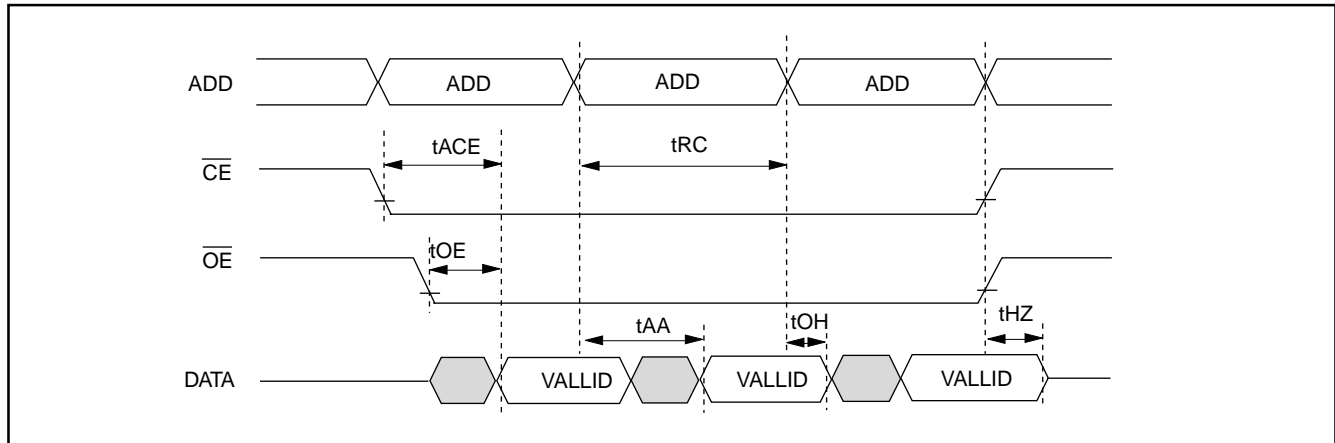 ADD ADD ADD ADD
tACE tRC
CE
tOE
OE
tAA tOH tHZ
DATA VALLID VALLID VALLID